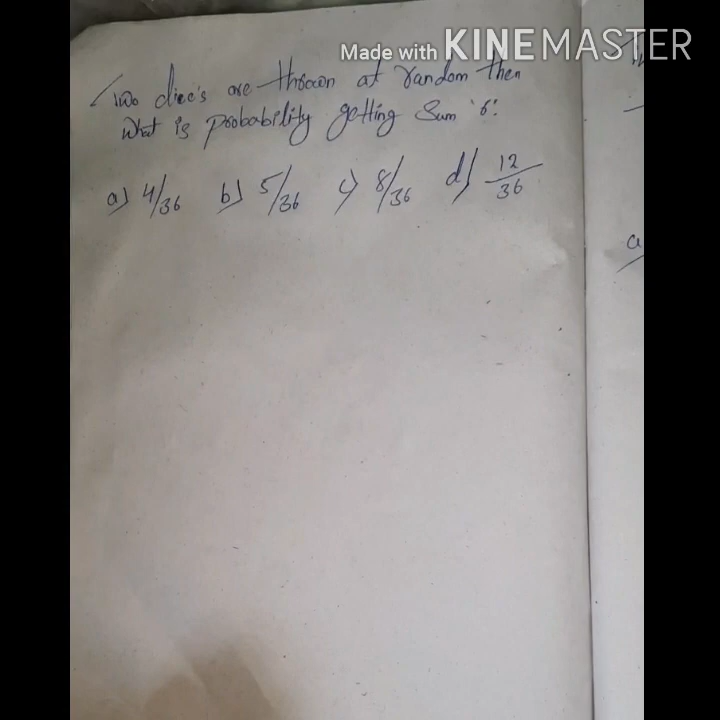 Made with KINEMASTER
Two dice's are thrown at random then
what is probability getting Sum '6'.
a) 4/36 b) 5/36 c) 8/36 d) 12/36
a